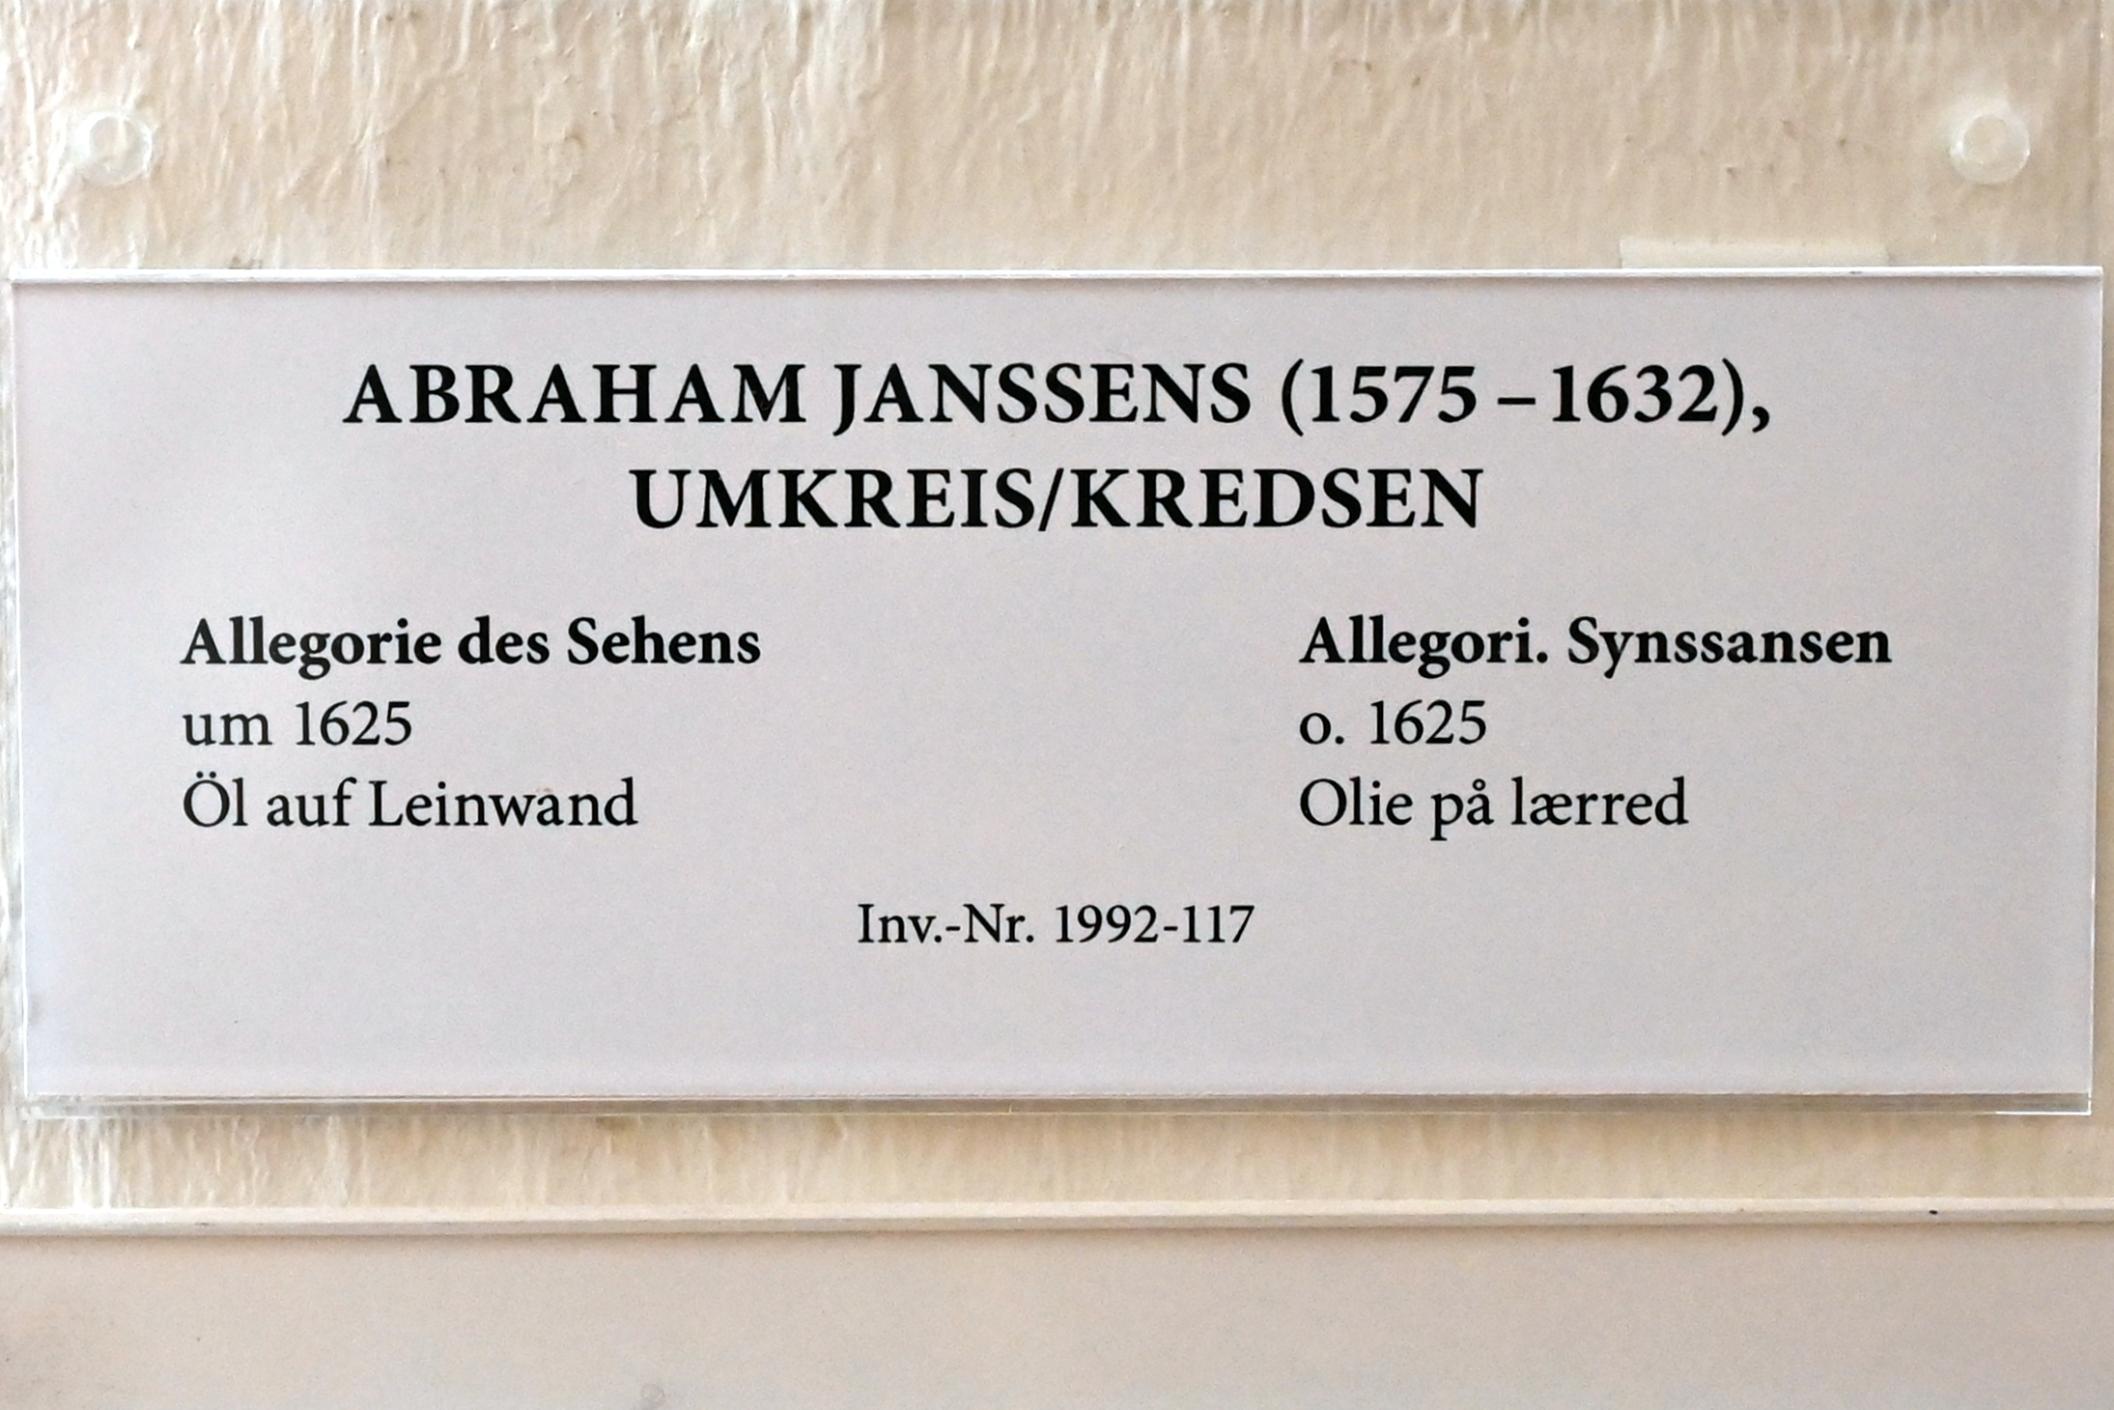 ABRAHAM JANSSENS (1575 – 1632),
UMKREIS/KREDSEN
Allegorie des Sehens
um 1625
Öl auf Leinwand
Allegori. Synssansen
o. 1625
Olie på lærred
Inv.-Nr. 1992-117